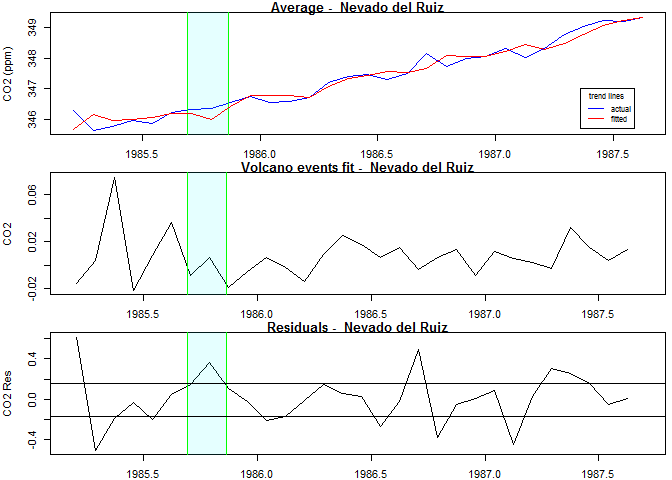 Average - Nevado del Ruiz
CO2 (ppm)
349
348
347
346
trend lines
actual
fitted
1985.5 1986.0 1986.5 1987.0 1987.5
Volcano events fit - Nevado del Ruiz
CO2
0.06
0.02
-0.02
1985.5 1986.0 1986.5 1987.0 1987.5
Residuals - Nevado del Ruiz
CO2 Res
0.4
0.0
-0.4
1985.5 1986.0 1986.5 1987.0 1987.5